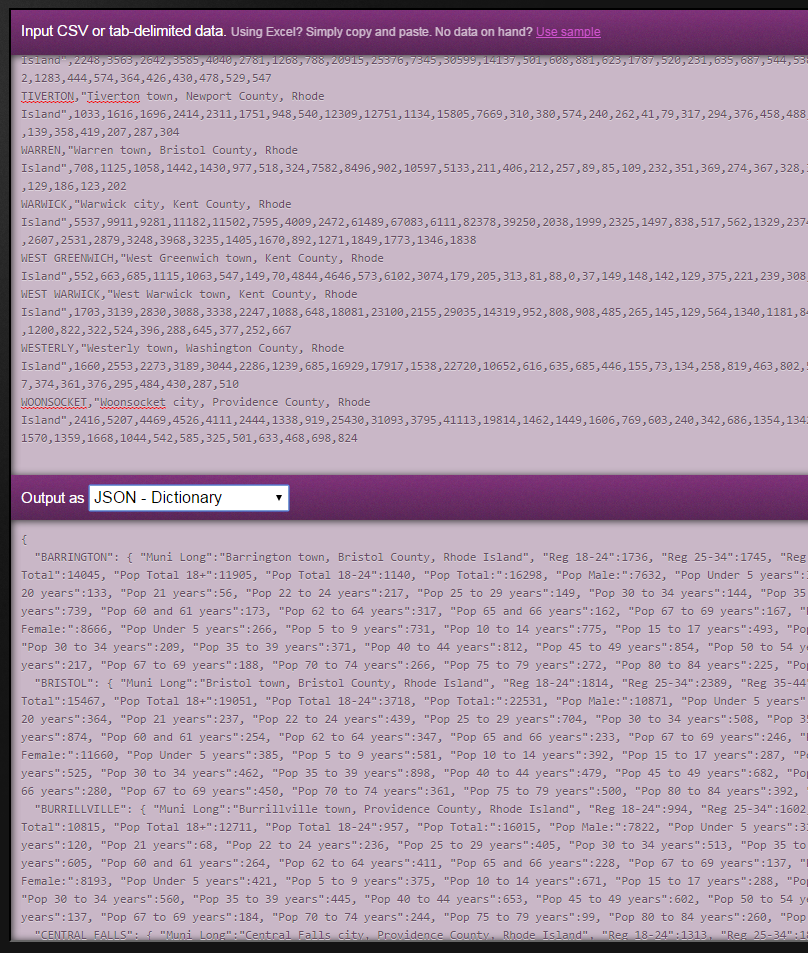 Input CSV or tab-delimited data. Using Excel? Simply copy and paste. No data on hand? Use sample
Island",2248,3563,2642,3585,4040,2781,1268,788,20915,25376,7345,30599,14137,501,608,881,623,1787,520,231,635,687,544,538
2,1283,444,574,364,426,430,478,529,547
TIVERTON,"Tiverton town, Newport County, Rhode
Island",1033,1616,1696,2414,2311,1751,948,540,12309,12751,1134,15805,7669,310,380,574,240,262,41,79,317,294,376,458,488,
,139,358,419,207,287,304
WARREN,"Warren town, Bristol County, Rhode
Island",708,1125,1058,1442,1430,977,518,324,7582,8496,902,10597,5133,211,406,212,257,89,85,109,232,351,369,274,367,328,
,129,186,123,202
WARWICK,"Warwick city, Kent County, Rhode
Island",5537,9911,9281,11182,11502,7595,4009,2472,61489,67083,6111,82378,39250,2038,1999,2325,1497,838,517,562,1329,2374
,2607,2531,2879,3248,3968,3235,1405,1670,892,1271,1849,1773,1346,1838
WEST GREENWICH,"West Greenwich town, Kent County, Rhode
Island",552,663,685,1115,1063,547,149,70,4844,4646,573,6102,3074,179,205,313,81,88,0,37,149,148,142,129,375,221,239,308
WEST WARWICK,"West Warwick town, Kent County, Rhode
Island",1703,3139,2830,3088,3338,2247,1088,648,18081,23100,2155,29035,14319,952,808,908,485,265,145,129,564,1340,1181,84
,1200,822,322,524,396,288,645,377,252,667
WESTERLY,"Westerly town, Washington County, Rhode
Island",1660,2553,2273,3189,3044,2286,1239,685,16929,17917,1538,22720,10652,616,635,685,446,155,73,134,258,819,463,802,
7,374,361,376,295,484,430,287,510
WOONSOCKET,"Woonsocket city, Providence County, Rhode
Island",2416,5207,4469,4526,4111,2444,1338,919,25430,31093,3795,41113,19814,1462,1449,1606,769,603,240,342,686,1354,1342
1570,1359,1668,1044,542,585,325,501,633,468,698,824
Output as JSON - Dictionary
{
"BARRINGTON": { "Muni Long":"Barrington town, Bristol County, Rhode Island", "Reg 18-24":1736, "Reg 25-34":1745, "Reg
Total":14045, "Pop Total 18+":11905, "Pop Total 18-24":1140, "Pop Total:":16298, "Pop Male:":7632, "Pop Under 5 years":
20 years":133, "Pop 21 years":56, "Pop 22 to 24 years":217, "Pop 25 to 29 years":149, "Pop 30 to 34 years":144, "Pop 35
years":739, "Pop 60 and 61 years":173, "Pop 62 to 64 years":317, "Pop 65 and 66 years":162, "Pop 67 to 69 years":167, "
Female:":8666, "Pop Under 5 years":266, "Pop 5 to 9 years":731, "Pop 10 to 14 years":775, "Pop 15 to 17 years":493, "Po
"Pop 30 to 34 years":209, "Pop 35 to 39 years":371, "Pop 40 to 44 years":812, "Pop 45 to 49 years":854, "Pop 50 to 54 ye
years":217, "Pop 67 to 69 years":188, "Pop 70 to 74 years":266, "Pop 75 to 79 years":272, "Pop 80 to 84 years":225, "Po
"BRISTOL": { "Muni Long":"Bristol town, Bristol County, Rhode Island", "Reg 18-24":1814, "Reg 25-34":2389, "Reg 35-44"
Total":15467, "Pop Total 18+":19051, "Pop Total 18-24":3718, "Pop Total:":22531, "Pop Male:":10871, "Pop Under 5 years"
20 years":364, "Pop 21 years":237, "Pop 22 to 24 years":439, "Pop 25 to 29 years":704, "Pop 30 to 34 years":508, "Pop 35
years":874, "Pop 60 and 61 years":254, "Pop 62 to 64 years":347, "Pop 65 and 66 years":233, "Pop 67 to 69 years":246, "
Female:":11660, "Pop Under 5 years":385, "Pop 5 to 9 years":581, "Pop 10 to 14 years":392, "Pop 15 to 17 years":287, "P
years":525, "Pop 30 to 34 years":462, "Pop 35 to 39 years":898, "Pop 40 to 44 years":479, "Pop 45 to 49 years":682, "Pop
66 years":280, "Pop 67 to 69 years":450, "Pop 70 to 74 years":361, "Pop 75 to 79 years":500, "Pop 80 to 84 years":392, "
"BURRILLVILLE": { "Muni Long":"Burrillville town, Providence County, Rhode Island", "Reg 18-24":994, "Reg 25-34":1602
Total":10815, "Pop Total 18+":12711, "Pop Total 18-24":957, "Pop Total:":16015, "Pop Male:":7822, "Pop Under 5 years":3
years":120, "Pop 21 years":68, "Pop 22 to 24 years":236, "Pop 25 to 29 years":405, "Pop 30 to 34 years":513, "Pop 35 to
years":605, "Pop 60 and 61 years":264, "Pop 62 to 64 years":411, "Pop 65 and 66 years":228, "Pop 67 to 69 years":137, "
Female:":8193, "Pop Under 5 years":421, "Pop 5 to 9 years":375, "Pop 10 to 14 years":671, "Pop 15 to 17 years":288, "Po
"Pop 30 to 34 years":560, "Pop 35 to 39 years":445, "Pop 40 to 44 years":653, "Pop 45 to 49 years":602, "Pop 50 to 54 ye
years":137, "Pop 67 to 69 years":184, "Pop 70 to 74 years":244, "Pop 75 to 79 years":99, "Pop 80 to 84 years":260, "Pop
"CENTRAL FALLS": { "Muni Long":"Central Falls city, Providence County, Rhode Island", "Reg 18-24":1313, "Reg 25-34":18